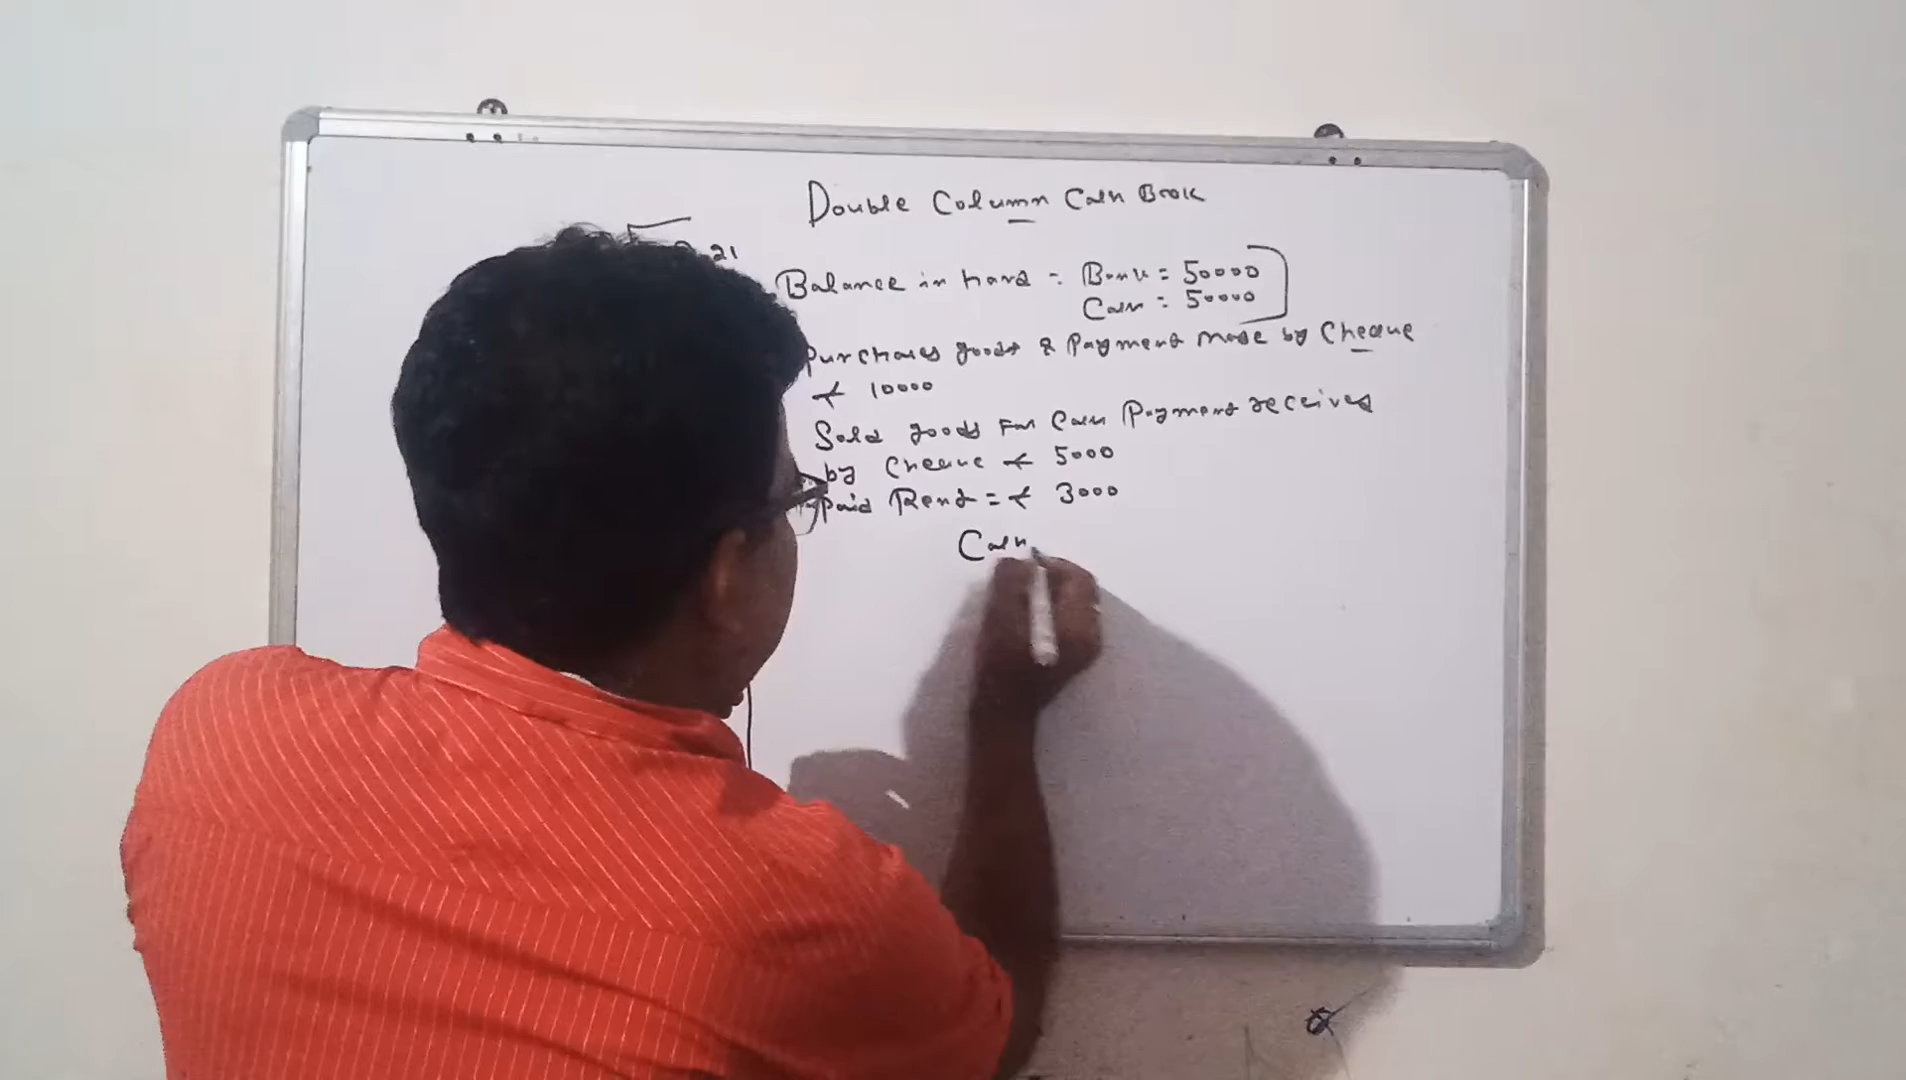 Double Column Cash Book
21
Balance in hand = Bank = 50000
Cash = 50000
Purchases goods & Payment made by Cheque
₹ 10000
Sold goods For Cash Payment received
by Cheque ₹ 5000
Paid Rent = ₹ 3000
Cash